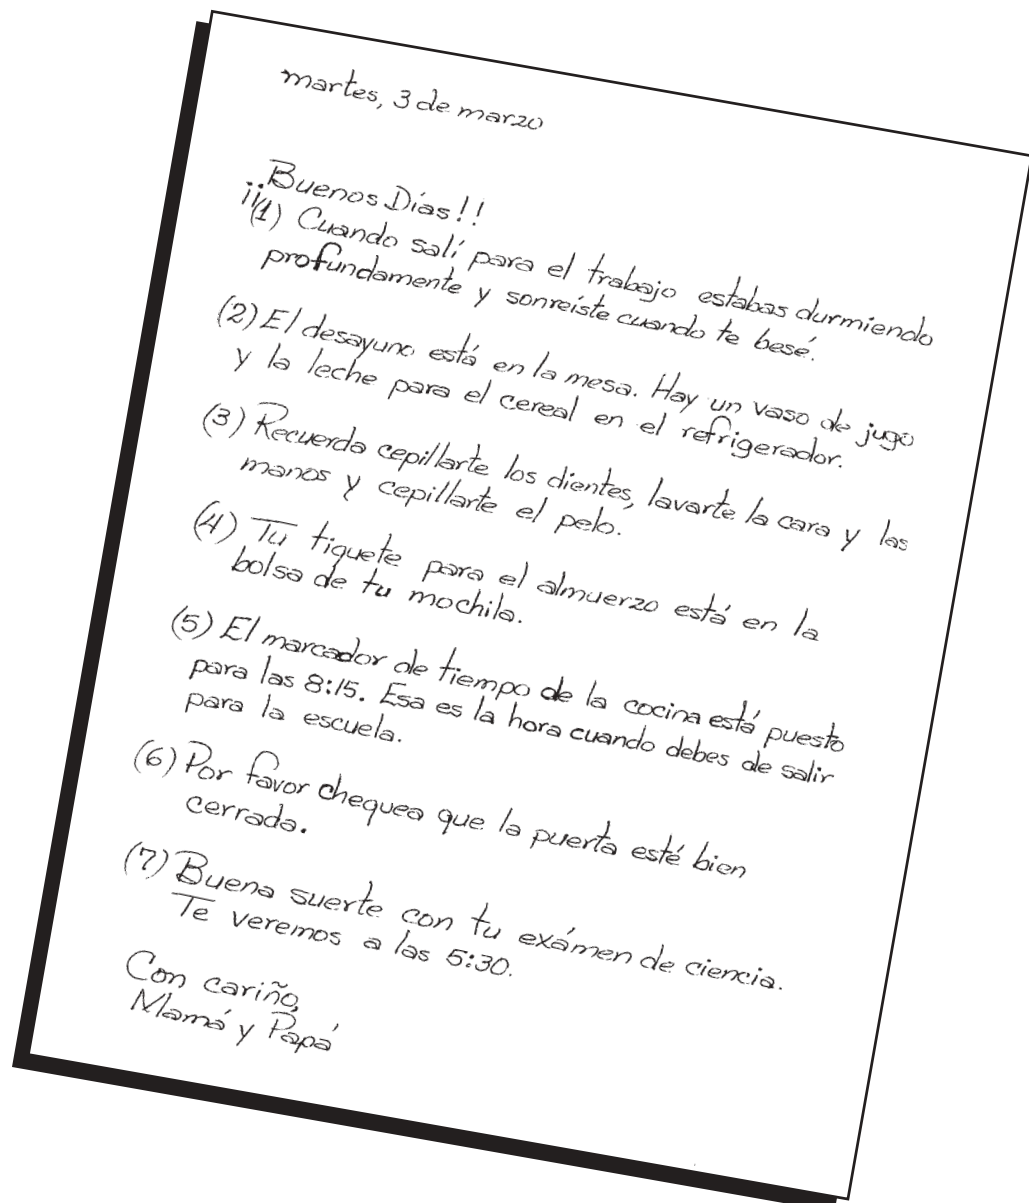 martes, 3 de marzo
¡¡Buenos Días!!
(1) Cuando salí para el trabajo estabas durmiendo
profundamente y sonreíste cuando te besé.
(2) El desayuno está en la mesa. Hay un vaso de jugo
y la leche para el cereal en el refrigerador.
(3) Recuerda cepillarte los dientes, lavarte la cara y las
manos y cepillarte el pelo.
(4) Tu tiquete para el almuerzo está en la
bolsa de tu mochila.
(5) El marcador de tiempo de la cocina está puesto
para las 8:15. Esa es la hora cuando debes de salir
para la escuela.
(6) Por favor chequea que la puerta esté bien
cerrada.
(7) Buena suerte con tu exámen de ciencia.
Te veremos a las 5:30.
Con cariño,
Mamá y Papá